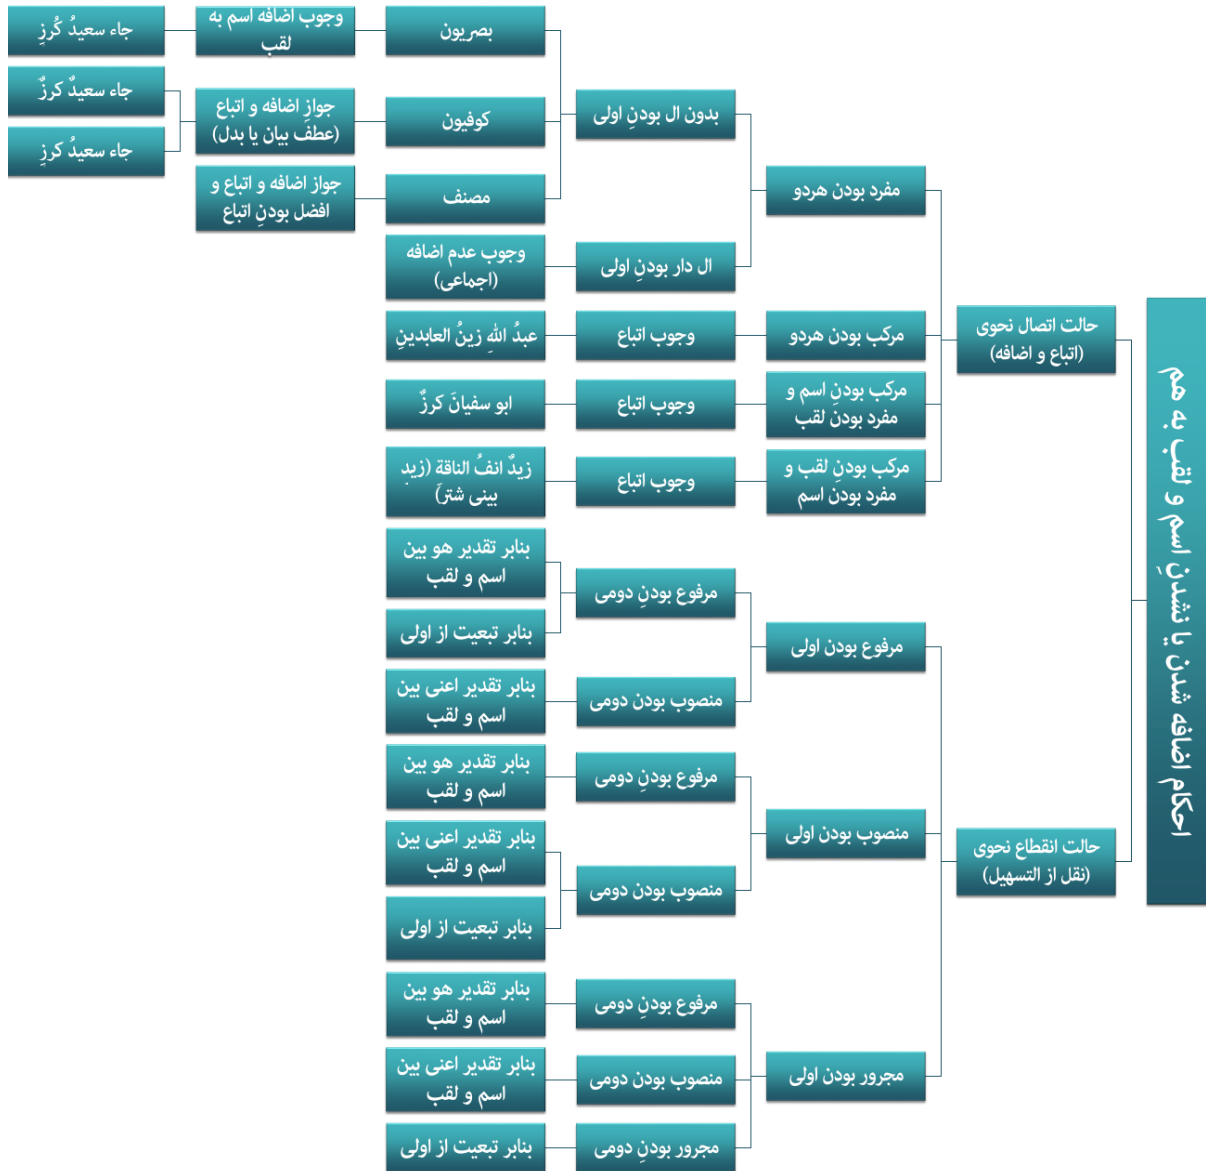 احکام اضافه شدن یا نشدنِ اسم و لقب به هم
حالت اتصال نحوی
(اتباع و اضافه)
مفرد بودن هردو
بدون ال بودنِ اولی
بصریون
وجوب اضافه اسم به
لقب
جاء سعیدُ کُرزِ
کوفیون
جوازِ اضافه و اتباع
(عطف بیان یا بدل)
جاء سعیدٌ کرزٌ
جاء سعیدُ کرزِ
مصنف
جواز اضافه و اتباع و
افضل بودنِ اتباع
ال دار بودنِ اولی
وجوب عدم اضافه
(اجماعی)
مرکب بودن هردو
وجوب اتباع
عبدُ اللهِ زینُ العابدینِ
مرکب بودنِ اسم و
مفرد بودن لقب
وجوب اتباع
ابو سفیانَ کرزٌ
مرکب بودنِ لقب و
مفرد بودن اسم
وجوب اتباع
زیدٌ انفُ الناقةِ (زیدِ
بینی شتر)
حالت انقطاع نحوی
(نقل از التسهیل)
مرفوع بودن اولی
مرفوع بودنِ دومی
بنابر تقدیر هو بین
اسم و لقب
بنابر تبعیت از اولی
منصوب بودن دومی
بنابر تقدیر اعنی بین
اسم و لقب
منصوب بودن اولی
مرفوع بودنِ دومی
بنابر تقدیر هو بین
اسم و لقب
منصوب بودن دومی
بنابر تقدیر اعنی بین
اسم و لقب
بنابر تبعیت از اولی
مجرور بودن اولی
مرفوع بودنِ دومی
بنابر تقدیر هو بین
اسم و لقب
منصوب بودن دومی
بنابر تقدیر اعنی بین
اسم و لقب
مجرور بودنِ دومی
بنابر تبعیت از اولی